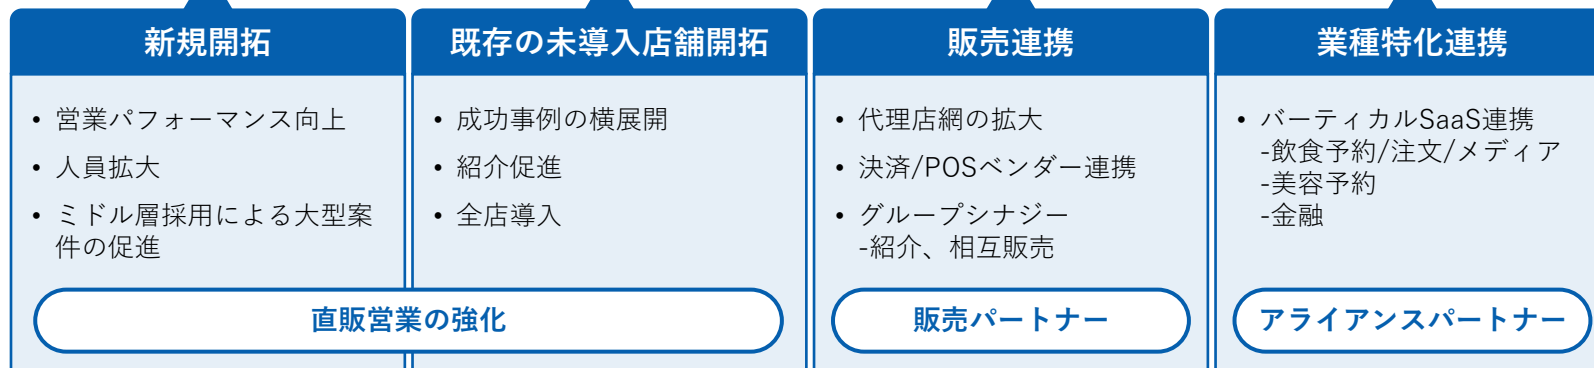 新規開拓
• 営業パフォーマンス向上
• 人員拡大
• ミドル層採用による大型案
件の促進
既存の未導入店舗開拓
• 成功事例の横展開
• 紹介促進
• 全店導入
直販営業の強化
販売連携
• 代理店網の拡大
• 決済/POSベンダー連携
• グループシナジー
-紹介、相互販売
販売パートナー
業種特化連携
• バーティカルSaaS連携
-飲食予約/注文/メディア
-美容予約
-金融
アライアンスパートナー